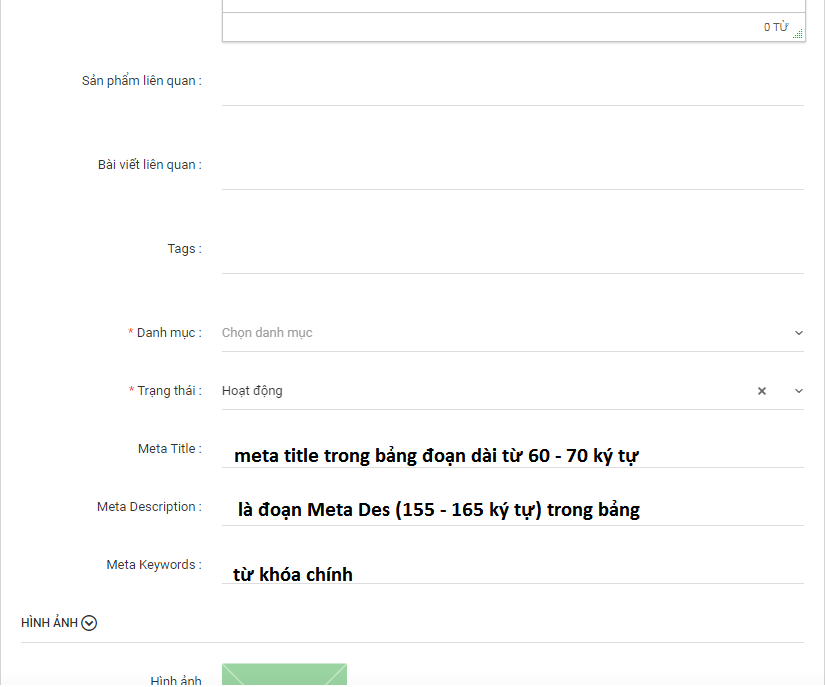 0 TỪ
Sản phẩm liên quan :
Bài viết liên quan :
Tags :
* Danh mục : Chọn danh mục
* Trạng thái : Hoạt động
Meta Title : meta title trong bảng đoạn dài từ 60 - 70 ký tự
Meta Description : là đoạn Meta Des (155 - 165 ký tự) trong bảng
Meta Keywords : từ khóa chính
HÌNH ẢNH
Hình ảnh